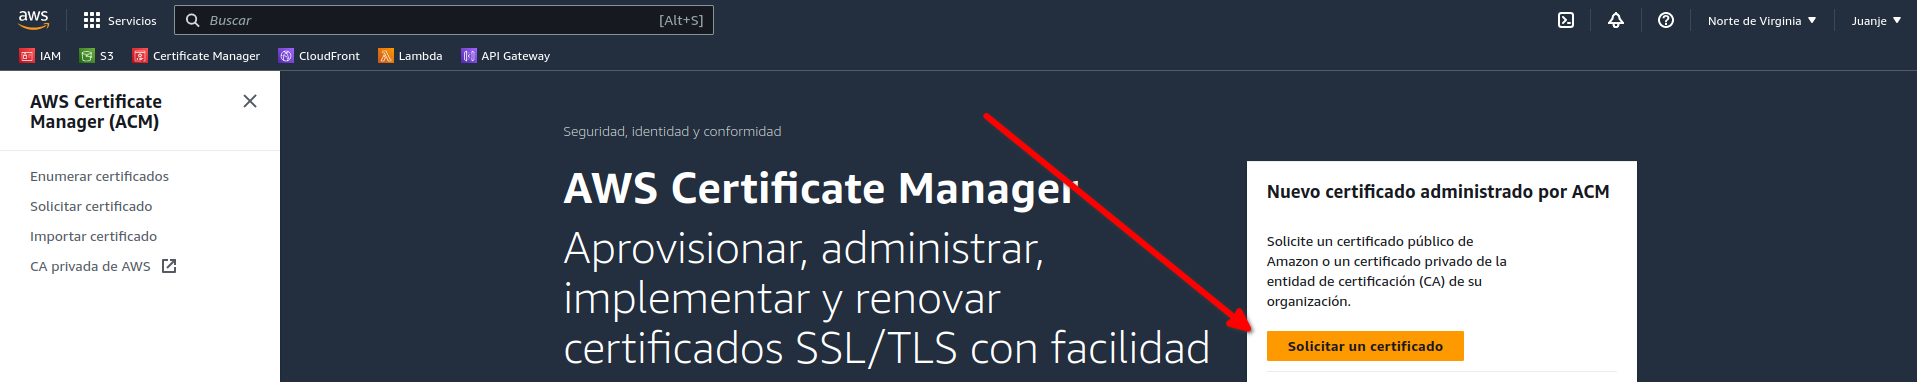 aws
Servicios
Buscar
[Alt+S]
Norte de Virginia
Juanje
IAM
S3
Certificate Manager
CloudFront
Lambda
API Gateway
AWS Certificate
Manager (ACM)
Enumerar certificados
Solicitar certificado
Importar certificado
CA privada de AWS
Seguridad, identidad y conformidad
AWS Certificate Manager
Aprovisionar, administrar,
implementar y renovar
certificados SSL/TLS con facilidad
Nuevo certificado administrado por ACM
Solicite un certificado público de
Amazon o un certificado privado de la
entidad de certificación (CA) de su
organización.
Solicitar un certificado